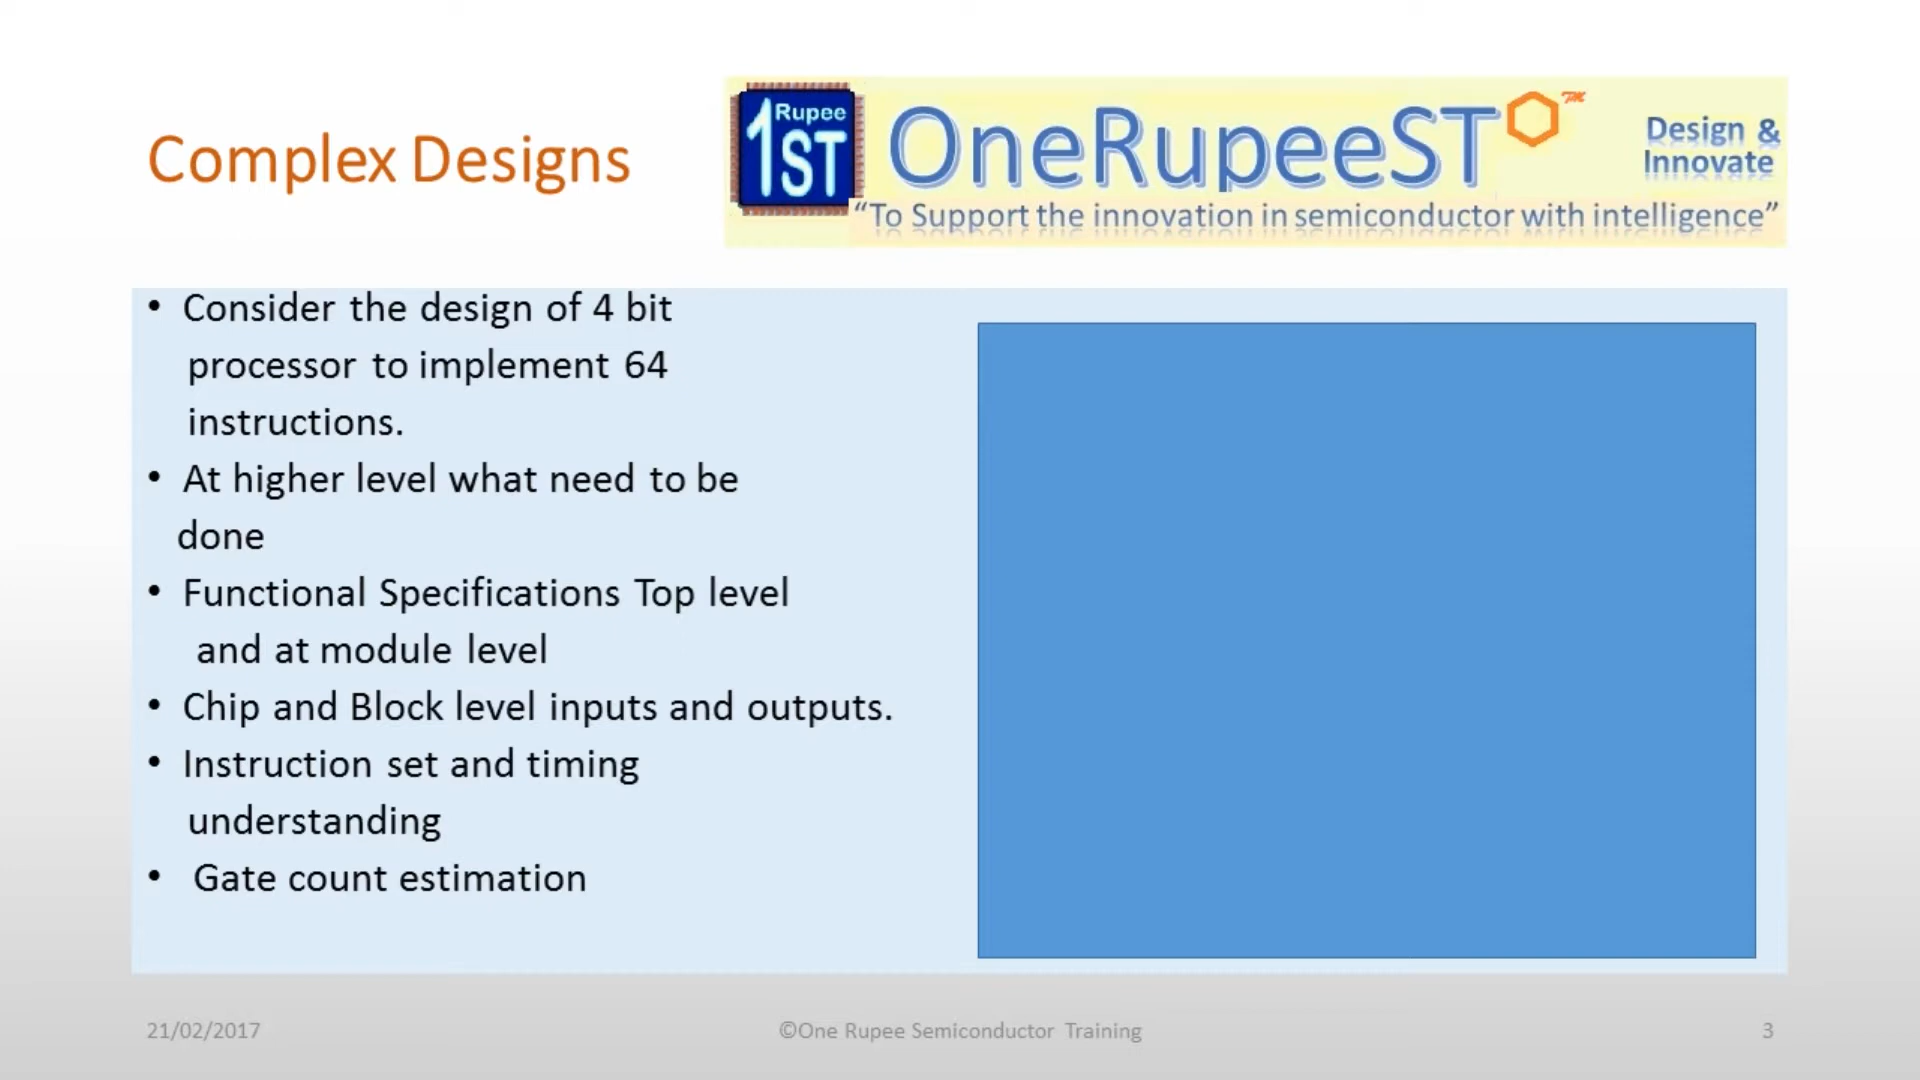 Complex Designs
Rupee
1ST
OneRupeeST™
Design &
Innovate
“To Support the innovation in semiconductor with intelligence”
• Consider the design of 4 bit
processor to implement 64
instructions.
• At higher level what need to be
done
• Functional Specifications Top level
and at module level
• Chip and Block level inputs and outputs.
• Instruction set and timing
understanding
• Gate count estimation
21/02/2017
©One Rupee Semiconductor Training
3